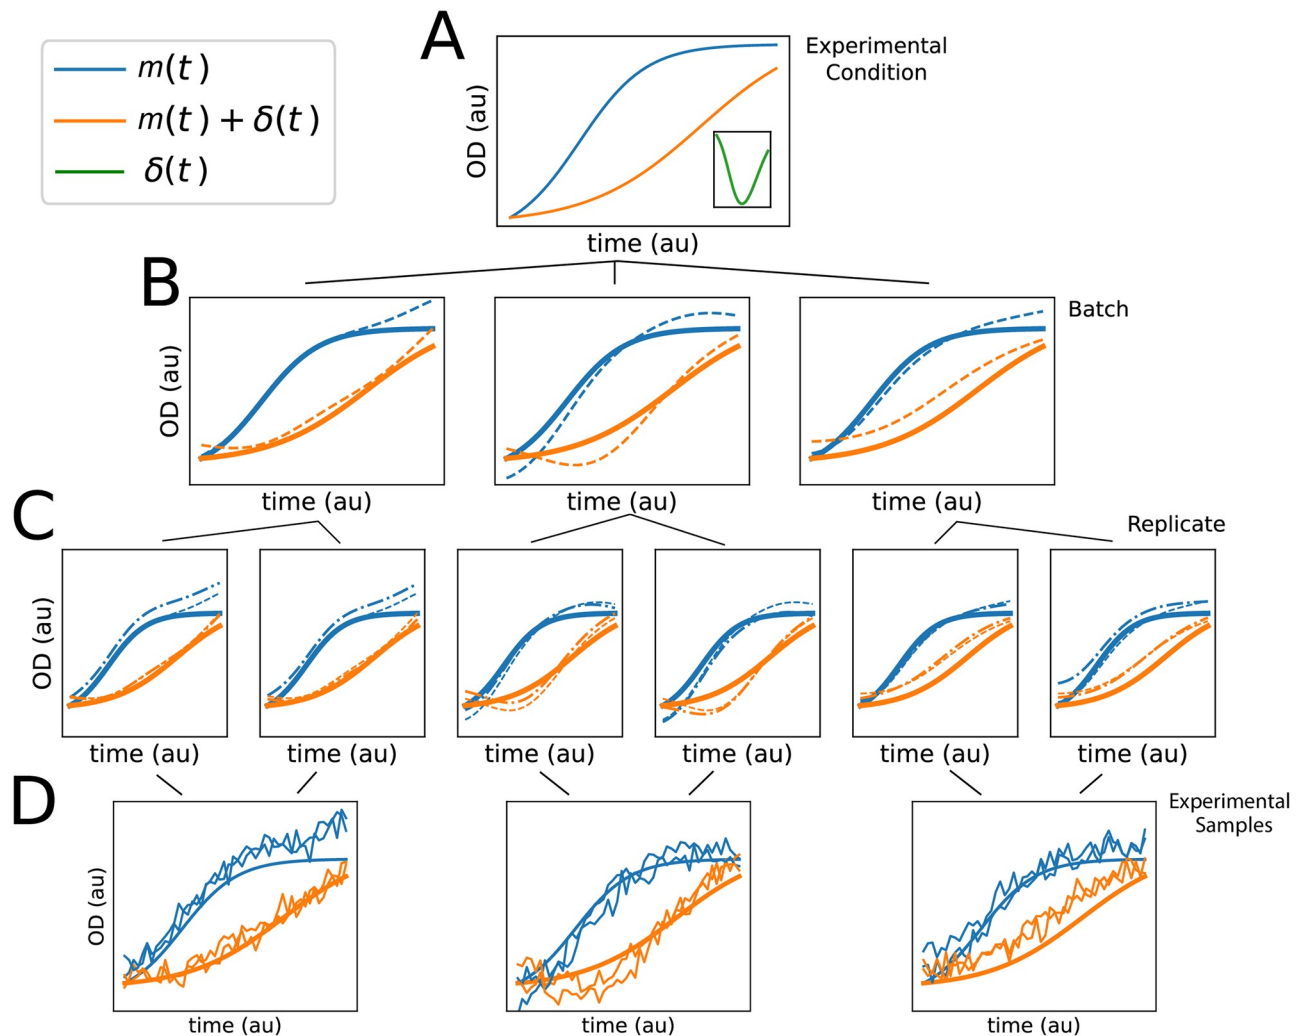 A
m(t)
m(t) + δ(t)
δ(t)
Experimental
Condition
OD (au)
time (au)
B
Batch
OD (au)
time (au)
time (au)
time (au)
C
Replicate
OD (au)
time (au)
time (au)
time (au)
time (au)
time (au)
time (au)
D
Experimental
Samples
OD (au)
time (au)
time (au)
time (au)